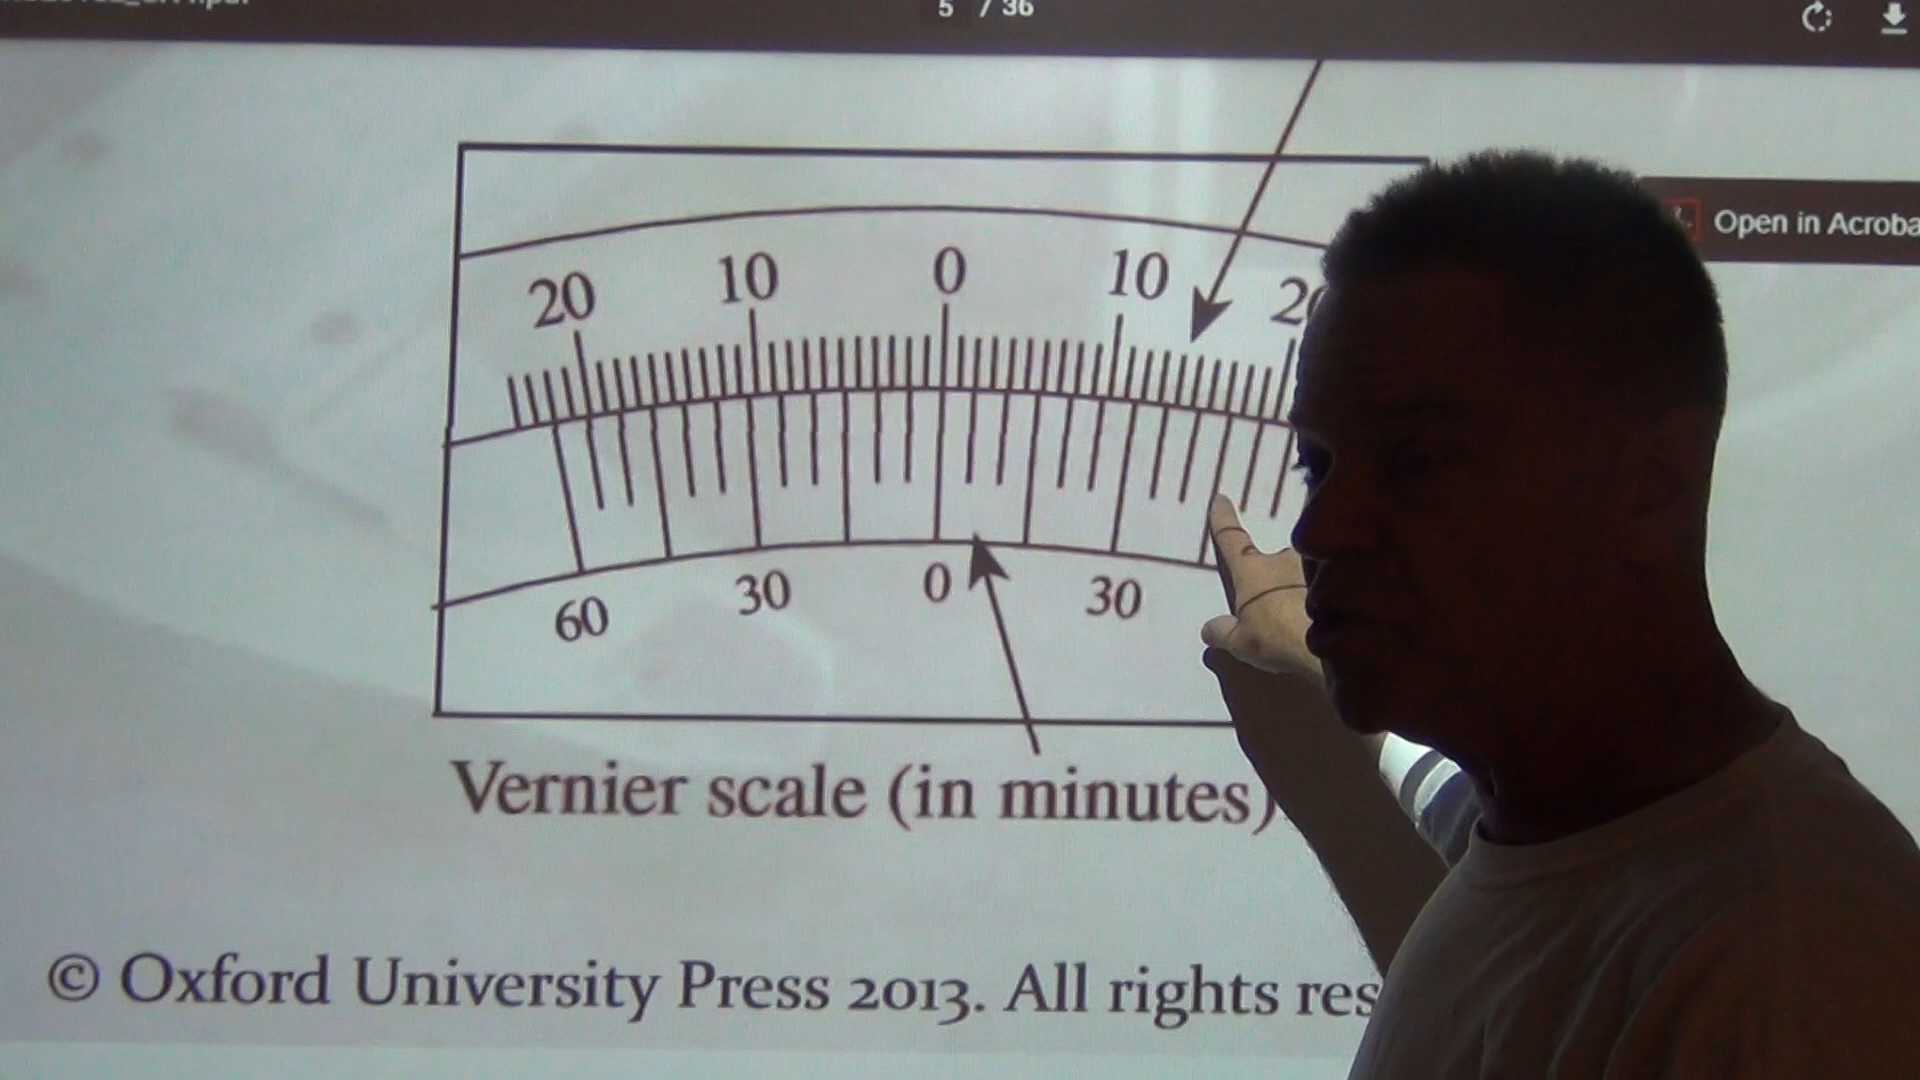 5 / 36
Open in Acroba
20 10 0 10 20
60 30 0 30
Vernier scale (in minutes)
© Oxford University Press 2013. All rights res